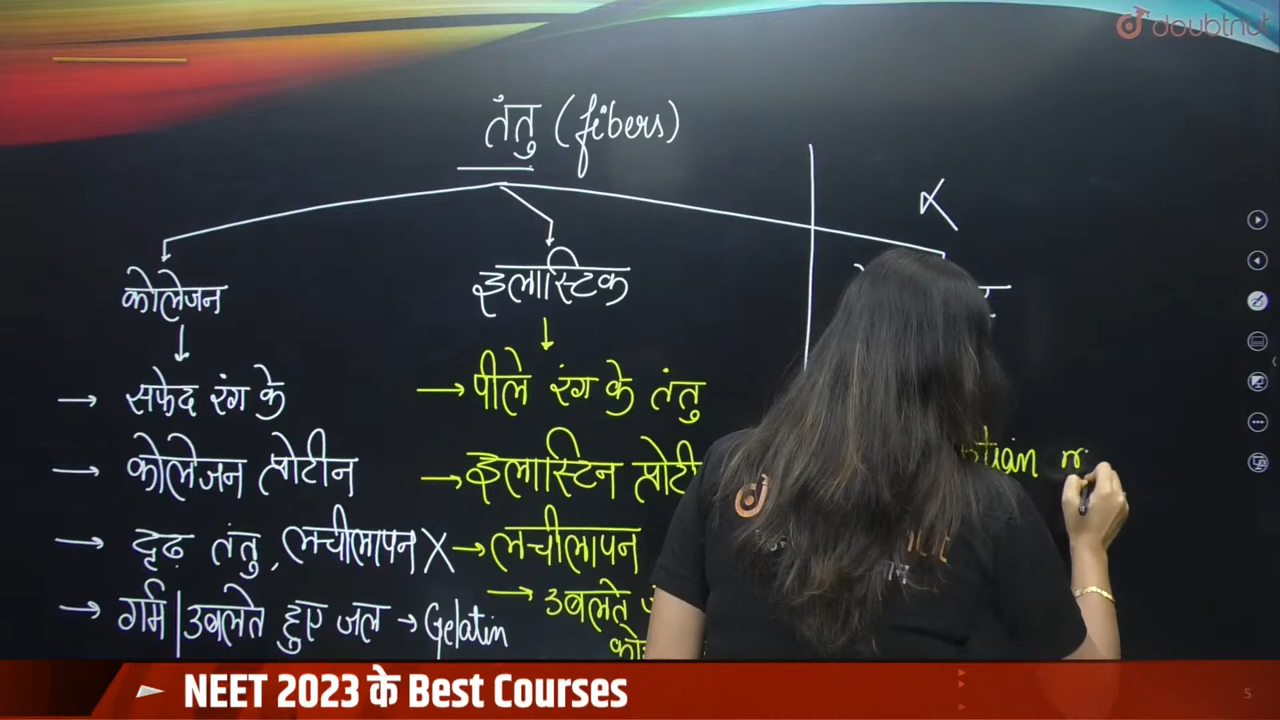 doubtnut
तंतु (fibers)
कोलेजन
इलास्टिक
→ सफेद रंग के
→ कोलेजन प्रोटीन
→ दृढ़ तंतु, लचीलापन X
→ गर्म | उबलते हुए जल → Gelatin
→ पीले रंग के तंतु
→ इलास्टिन
→ लचीलापन
→ उबलते
NEET 2023 के Best Courses
5